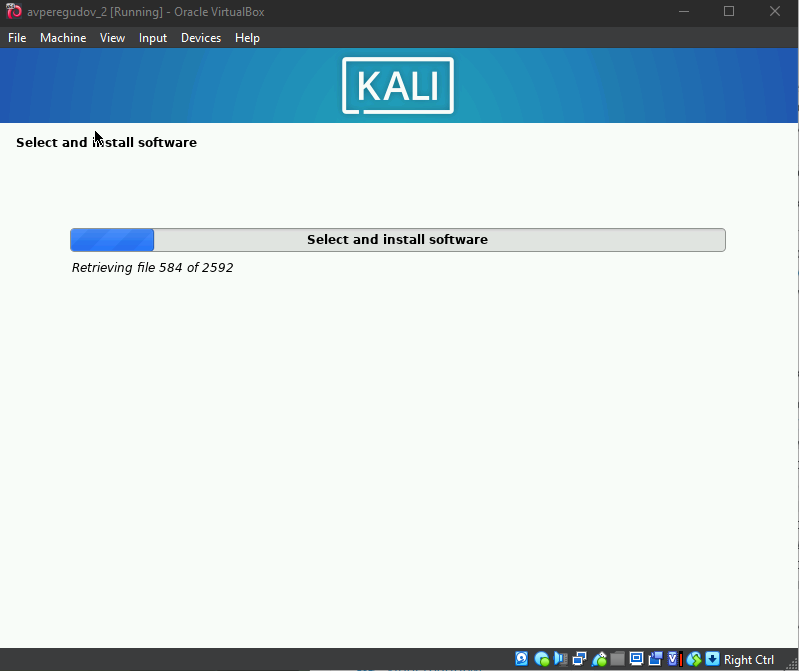 avperegudov_2 [Running] - Oracle VirtualBox
File Machine View Input Devices Help
KALI
Select and install software
Select and install software
Retrieving file 584 of 2592
Right Ctrl